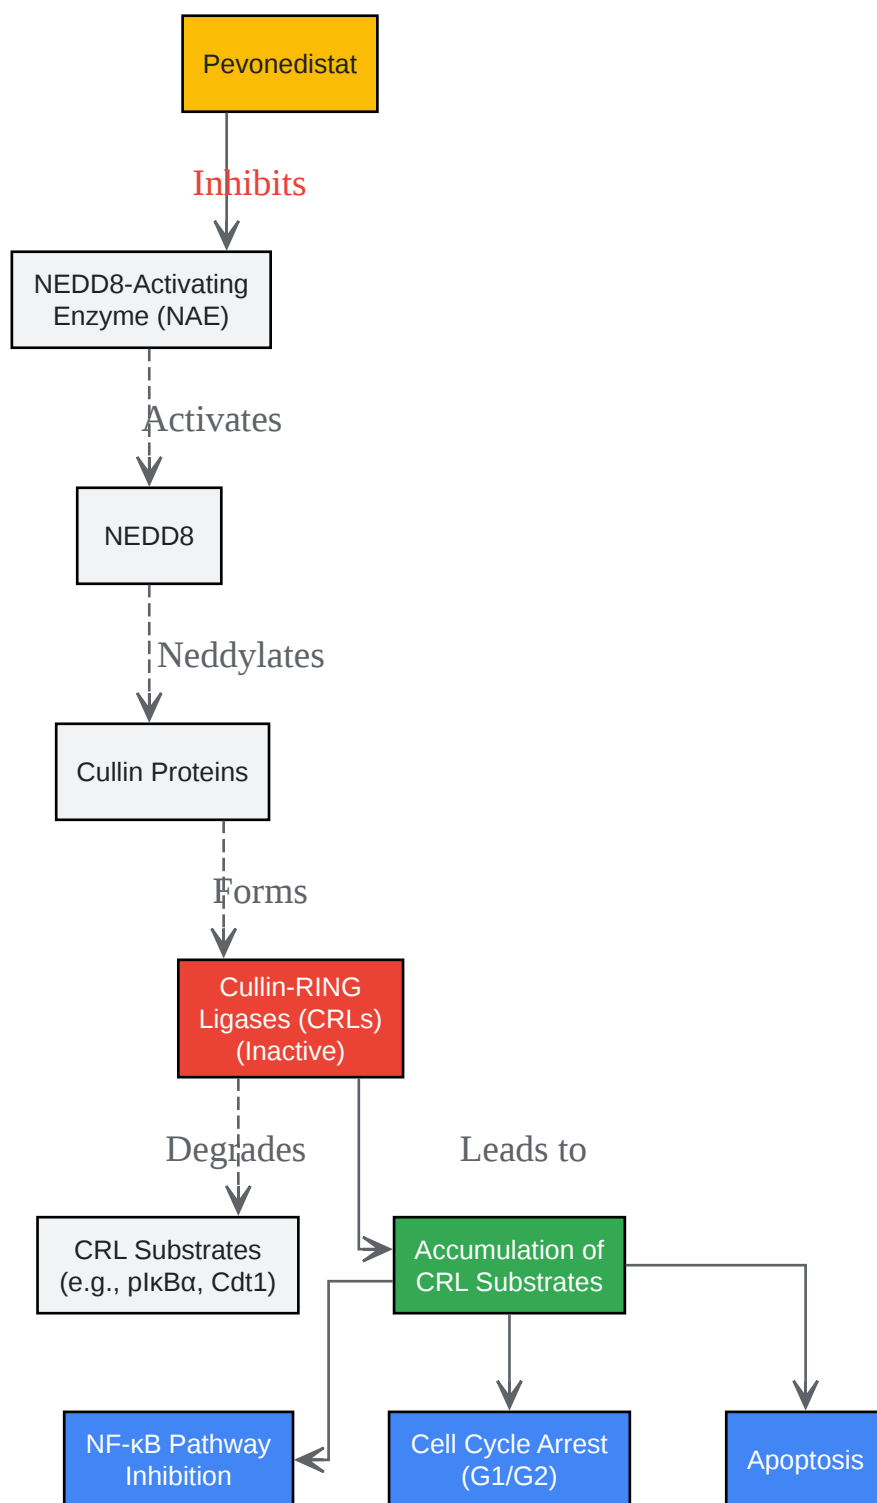 Pevonedistat
Inhibits
NEDD8-Activating
Enzyme (NAE)
Activates
NEDD8
Neddylates
Cullin Proteins
Forms
Cullin-RING
Ligases (CRLs)
(Inactive)
Degrades
Leads to
CRL Substrates
(e.g., pIκBα, Cdt1)
Accumulation of
CRL Substrates
NF-κB Pathway
Inhibition
Cell Cycle Arrest
(G1/G2)
Apoptosis